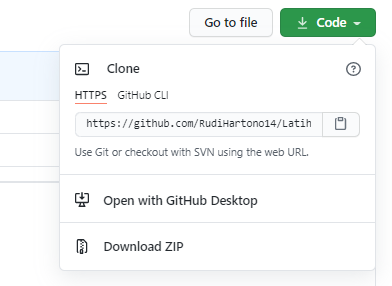 Go to file
Code
Clone
HTTPS GitHub CLI
https://github.com/RudiHartono14/Latih
Use Git or checkout with SVN using the web URL.
Open with GitHub Desktop
Download ZIP